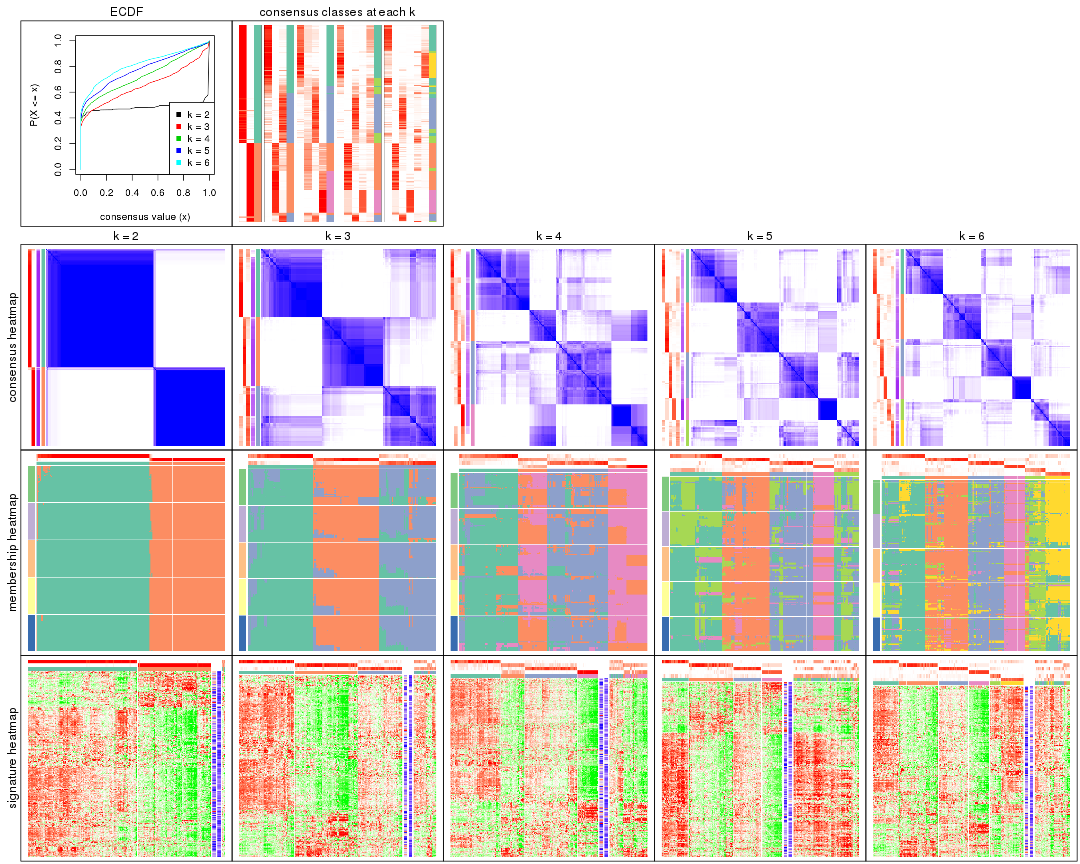 ECDF
consensus classes at each k
P(X <= x)
0.0 0.2 0.4 0.6 0.8 1.0
k = 2
k = 3
k = 4
k = 5
k = 6
0.0 0.2 0.4 0.6 0.8 1.0
consensus value (x)
k = 2
k = 3
k = 4
k = 5
k = 6
consensus heatmap
membership heatmap
signature heatmap